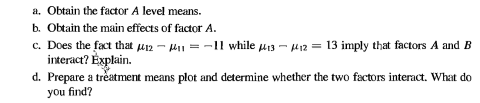 a. Obtain the factor A level means.
b. Obtain the main effects of factor A.
c. Does the fact that μ12 − μ11 = −11 while μ13 − μ12 = 13 imply that factors A and B
interact? Explain.
d. Prepare a treatment means plot and determine whether the two factors interact. What do
you find?